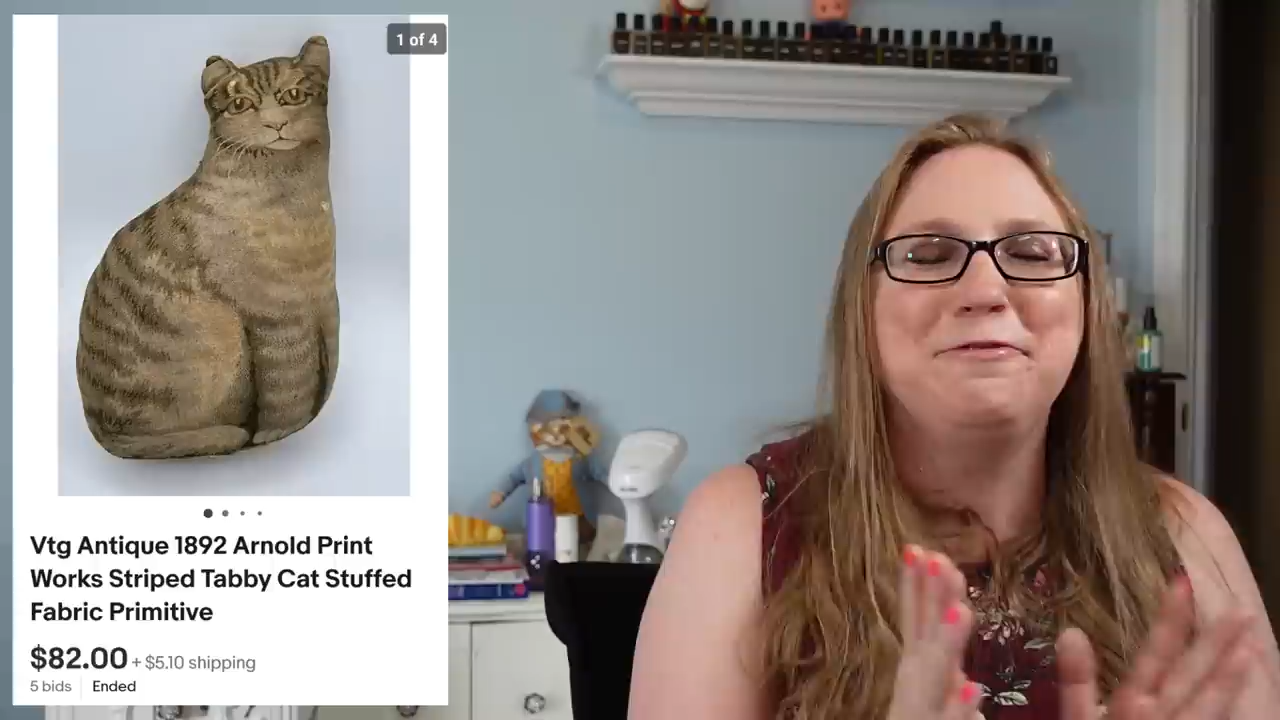 1 of 4
Vtg Antique 1892 Arnold Print
Works Striped Tabby Cat Stuffed
Fabric Primitive
$82.00 + $5.10 shipping
5 bids Ended